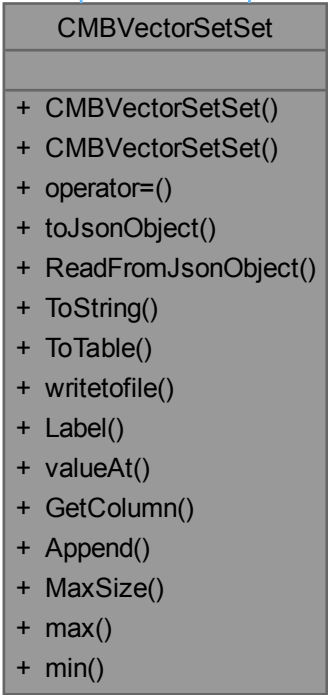 CMBVectorSetSet
+ CMBVectorSetSet()
+ CMBVectorSetSet()
+ operator=()
+ toJsonObject()
+ ReadFromJsonObject()
+ ToString()
+ ToTable()
+ writetofile()
+ Label()
+ valueAt()
+ GetColumn()
+ Append()
+ MaxSize()
+ max()
+ min()